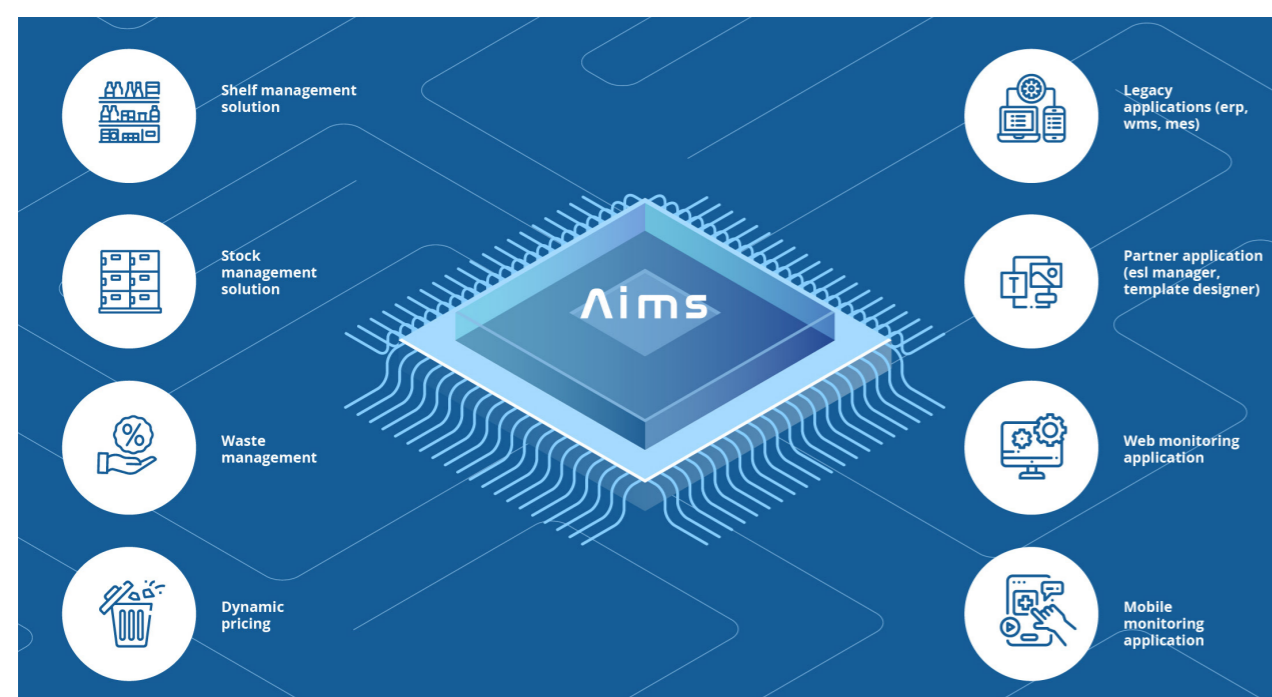 Shelf management
solution
Stock
management
solution
Waste
management
Dynamic
pricing
Aims
Legacy
applications (erp,
wms, mes)
Partner application
(esl manager,
template designer)
Web monitoring
application
Mobile
monitoring
application